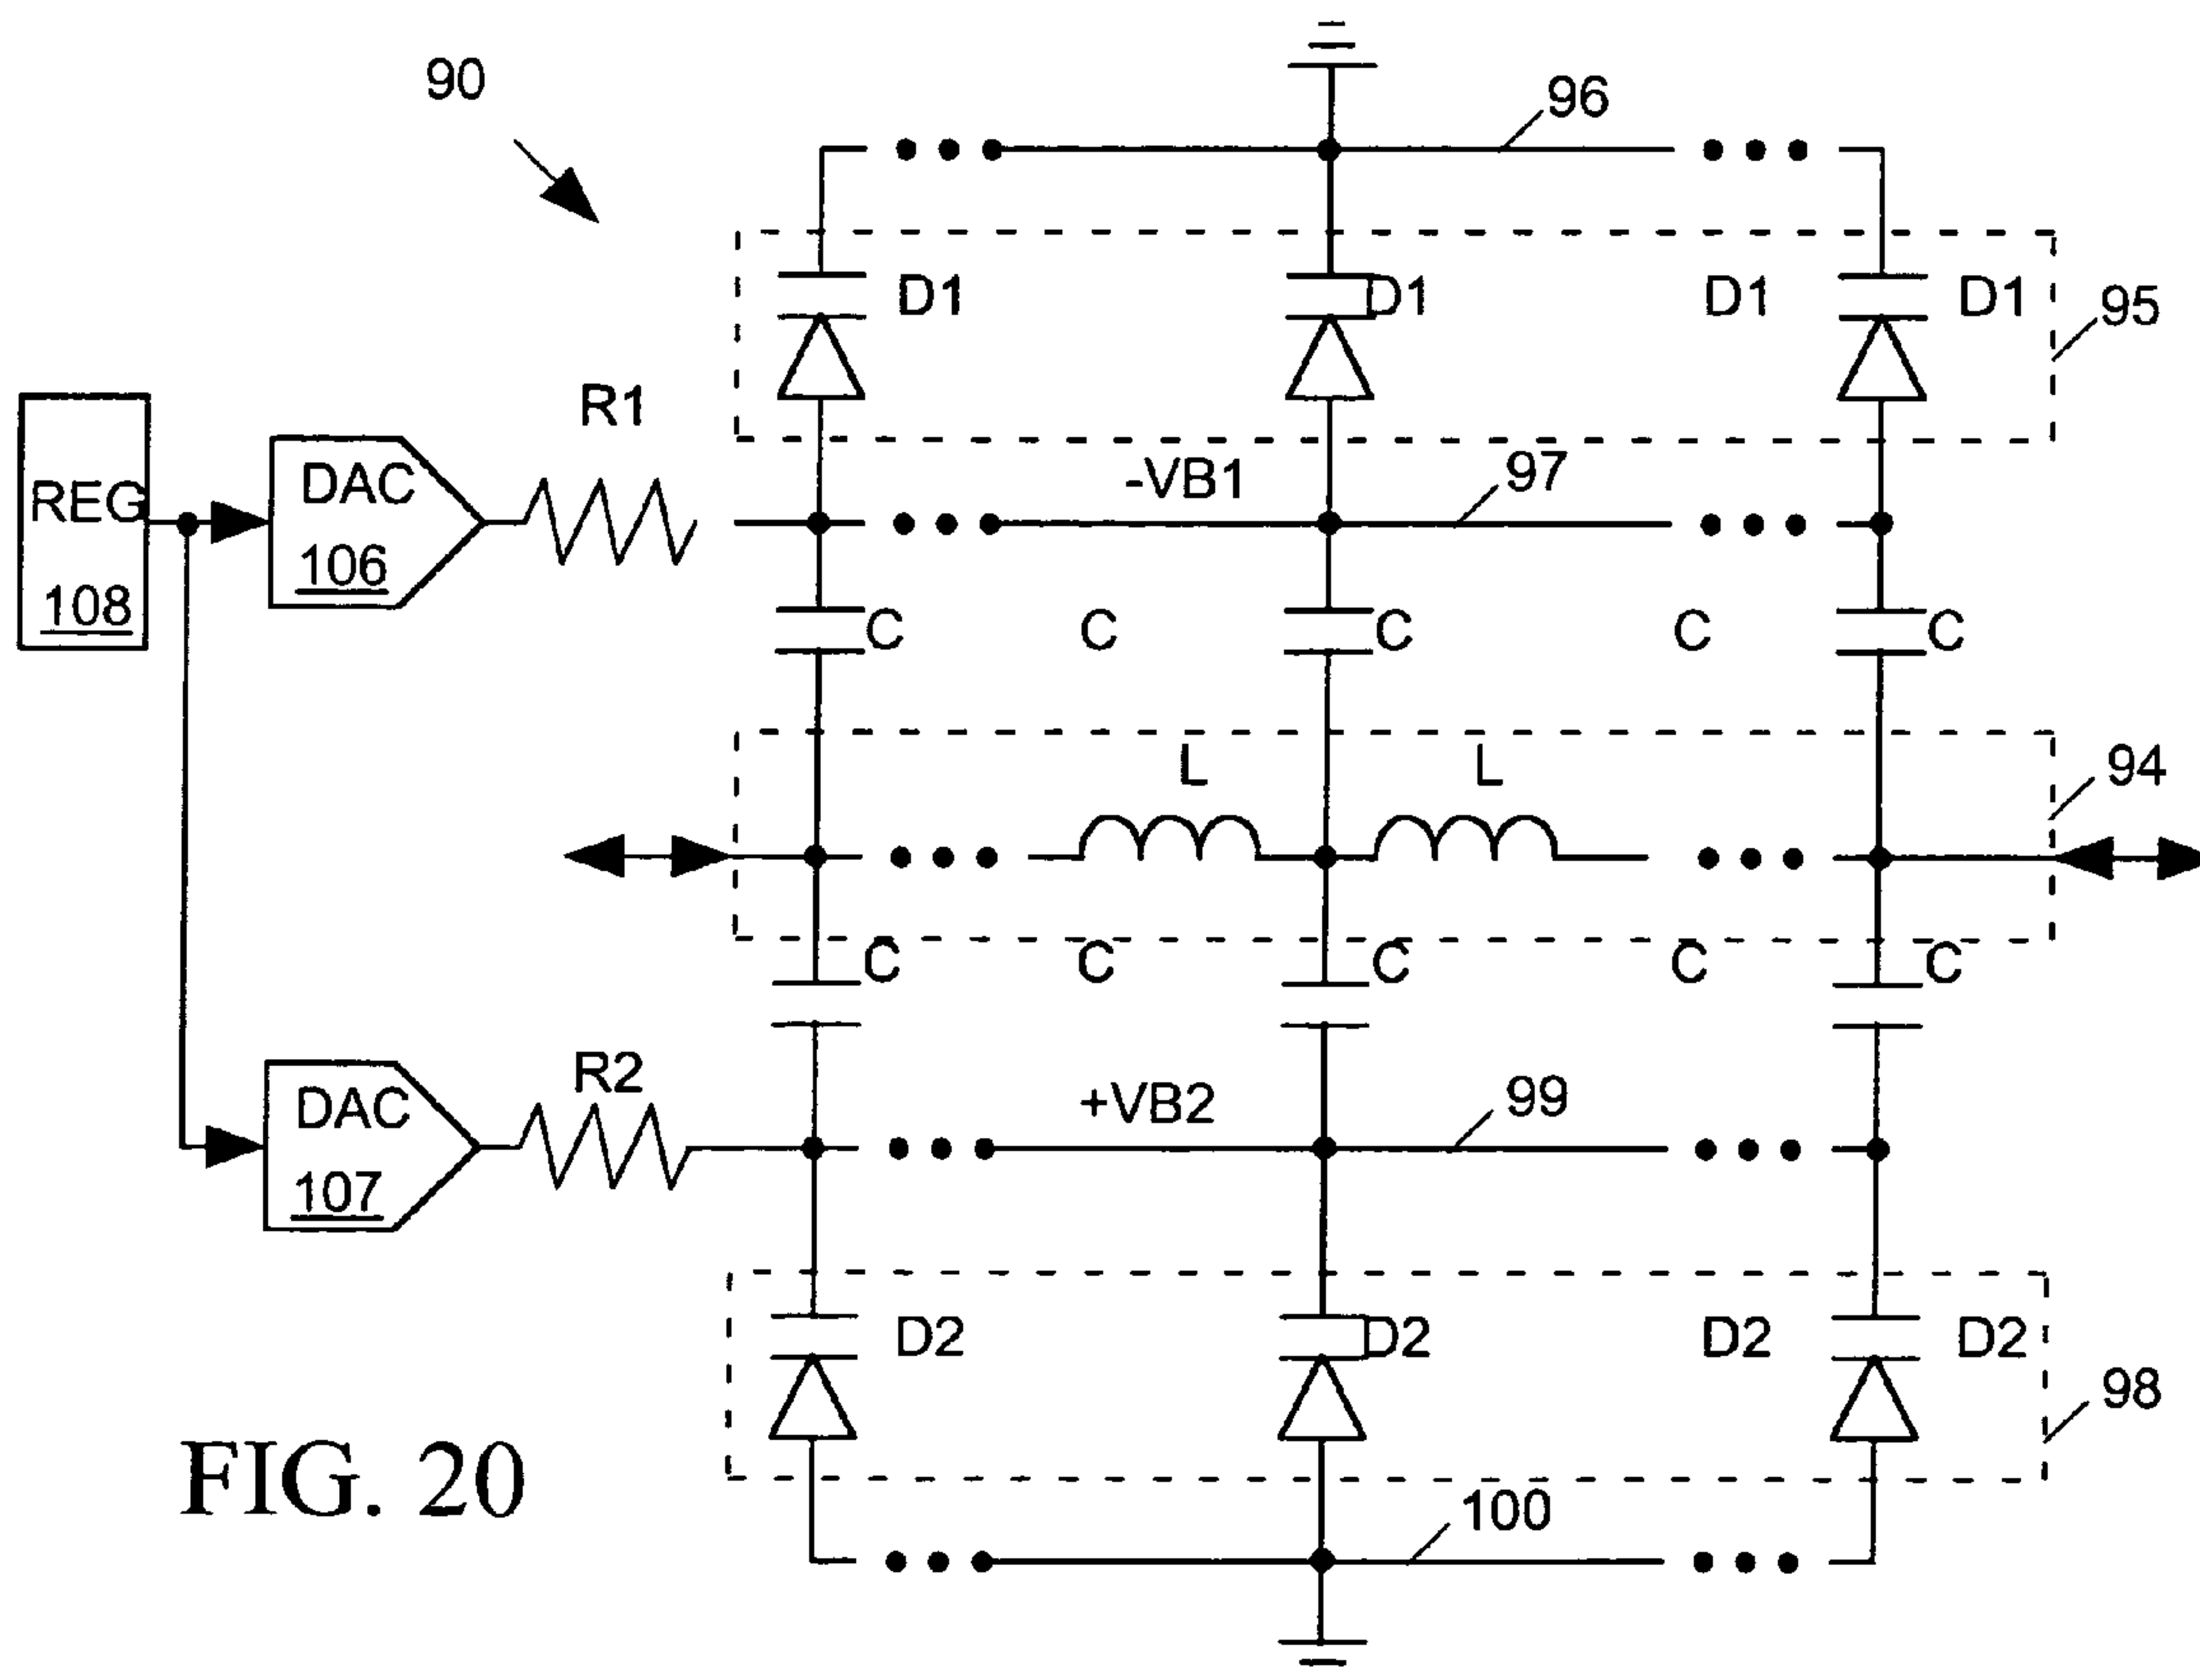 90
96
D1 D1 D1 D1
95
R1
REG
108
DAC
106
-VB1
97
C C C C C
L L
94
C C C C C
DAC
107
R2
+VB2
99
D2 D2 D2 D2
98
100
FIG. 20